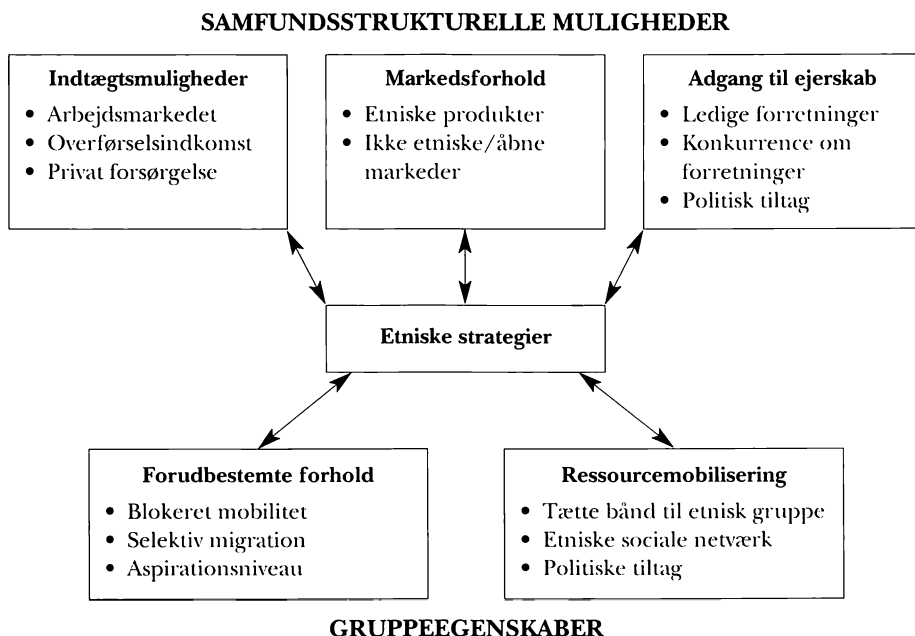 SAMFUNDSSTRUKTURELLE MULIGHEDER
Indtægtsmuligheder
• Arbejdsmarkedet
• Overførselsindkomst
• Privat forsørgelse
Markedsforhold
• Etniske produkter
• Ikke etniske/åbne
markeder
Adgang til ejerskab
• Ledige forretninger
• Konkurrence om
forretninger
• Politisk tiltag
Etniske strategier
Forudbestemte forhold
• Blokeret mobilitet
• Selektiv migration
• Aspirationsniveau
Ressourcemobilisering
• Tætte bånd til etnisk gruppe
• Etniske sociale netværk
• Politiske tiltag
GRUPPEEGENSKABER